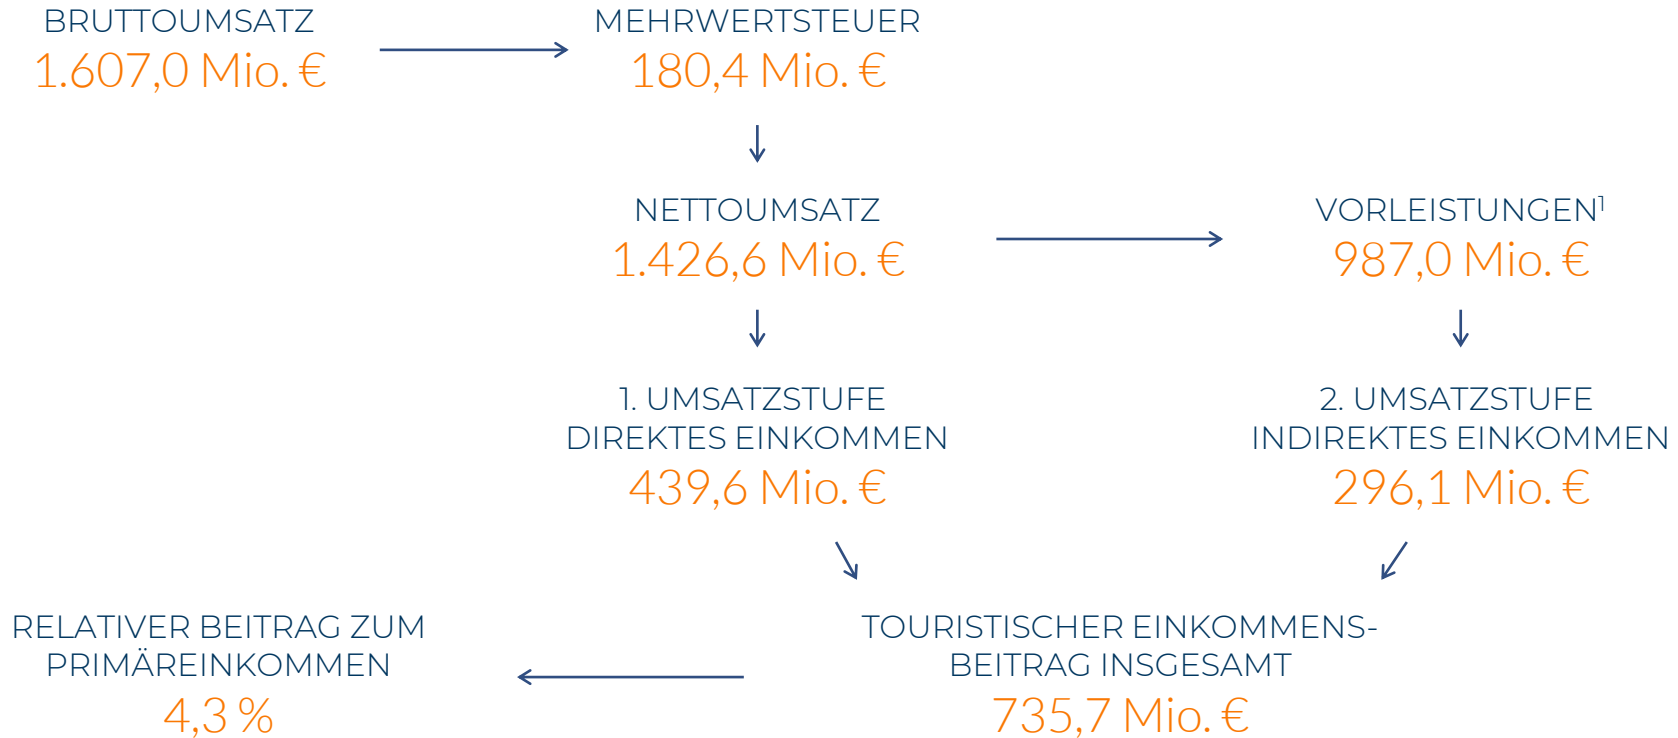 BRUTTOUMSATZ
1.607,0 Mio. €
MEHRWERTSTEUER
180,4 Mio. €
NETTOUMSATZ
1.426,6 Mio. €
VORLEISTUNGEN¹
987,0 Mio. €
1. UMSATZSTUFE
DIREKTES EINKOMMEN
439,6 Mio. €
2. UMSATZSTUFE
INDIREKTES EINKOMMEN
296,1 Mio. €
TOURISTISCHER EINKOMMENS-
BEITRAG INSGESAMT
735,7 Mio. €
RELATIVER BEITRAG ZUM
PRIMÄREINKOMMEN
4,3 %